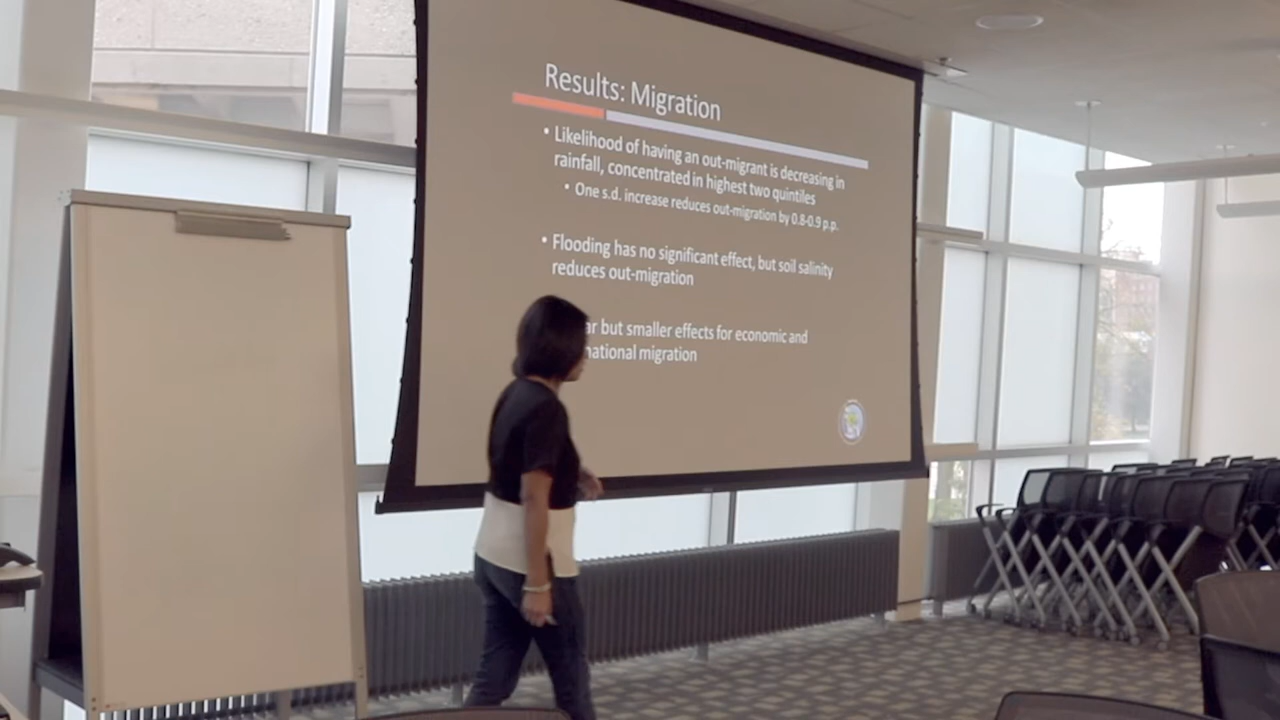 Results: Migration
• Likelihood of having an out-migrant is decreasing in
rainfall, concentrated in highest two quintiles
• One s.d. increase reduces out-migration by 0.8-0.9 p.p.
• Flooding has no significant effect, but soil salinity
reduces out-migration
ar but smaller effects for economic and
national migration